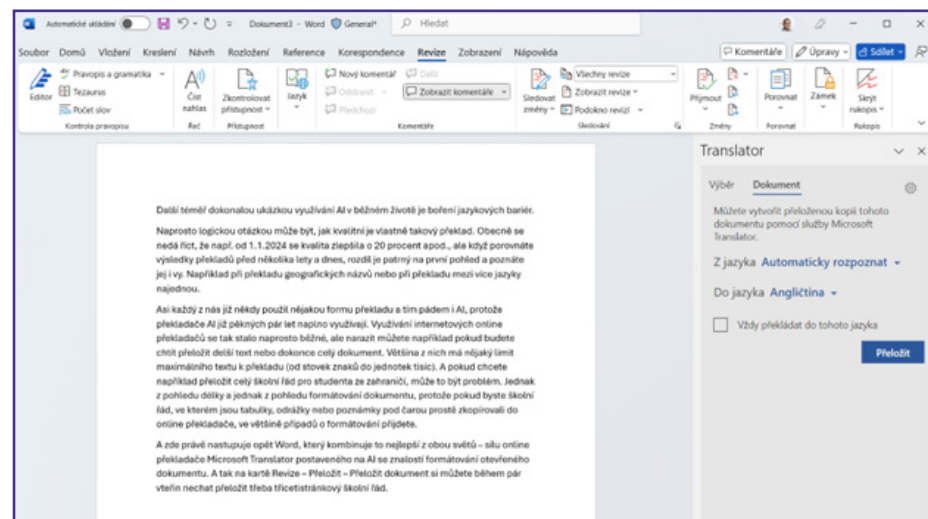 Automatické ukládání Dokument3 - Word General* Hledat
Soubor Domů Vložení Kreslení Návrh Rozložení Reference Korespondence Revize Zobrazení Nápověda Komentáře Úpravy Sdílet
Editor
Pravopis a gramatika
Tezaurus
Počet slov
Kontrola pravopisu
Číst nahlas
Řeč
Zkontrolovat přístupnost
Přístupnost
Jazyk
Nový komentář Další
Odstranit Zobrazit komentáře
Předchozí
Komentáře
Sledovat změny
Všechny revize
Zobrazit revize
Podokno revizí
Sledování
Přijmout
Změny
Porovnat
Porovnat
Zámek
Skrýt rukopis
Rukopis
Další téměř dokonalou ukázkou využívání AI v běžném životě je boření jazykových bariér.
Naprosto logickou otázkou může být, jak kvalitní je vlastně takový překlad. Obecně se
nedá říct, že např. od 1.1.2024 se kvalita zlepšila o 20 procent apod., ale když porovnáte
výsledky překladů před několika lety a dnes, rozdíl je patrný na první pohled a poznáte
jej i vy. Například při překladu geografických názvů nebo při překladu mezi více jazyky
najednou.
Asi každý z nás již někdy použil nějakou formu překladu a tím pádem i AI, protože
překladače AI již pěkných pár let naplno využívají. Využívání internetových online
překladačů se tak stalo naprosto běžné, ale narazit můžete například pokud budete
chtít přeložit delší text nebo dokonce celý dokument. Většina z nich má nějaký limit
maximálního textu k překladu (od stovek znaků do jednotek tisíc). A pokud chcete
například přeložit celý školní řád pro studenta ze zahraničí, může to být problém. Jednak
z pohledu délky a jednak z pohledu formátování dokumentu, protože pokud byste školní
řád, ve kterém jsou tabulky, odrážky nebo poznámky pod čarou prostě zkopírovali do
online překladače, ve většině případů o formátování přijdete.
A zde právě nastupuje opět Word, který kombinuje to nejlepší z obou světů – sílu online
překladače Microsoft Translator postaveného na AI se znalostí formátování otevřeného
dokumentu. A tak na kartě Revize – Přeložit – Přeložit dokument si můžete během pár
vteřin nechat přeložit třeba třicetistránkový školní řád.
Translator
Výběr Dokument
Můžete vytvořit přeloženou kopii tohoto
dokumentu pomocí služby Microsoft
Translator.
Z jazyka Automaticky rozpoznat
Do jazyka Angličtina
Vždy překládat do tohoto jazyka
Přeložit